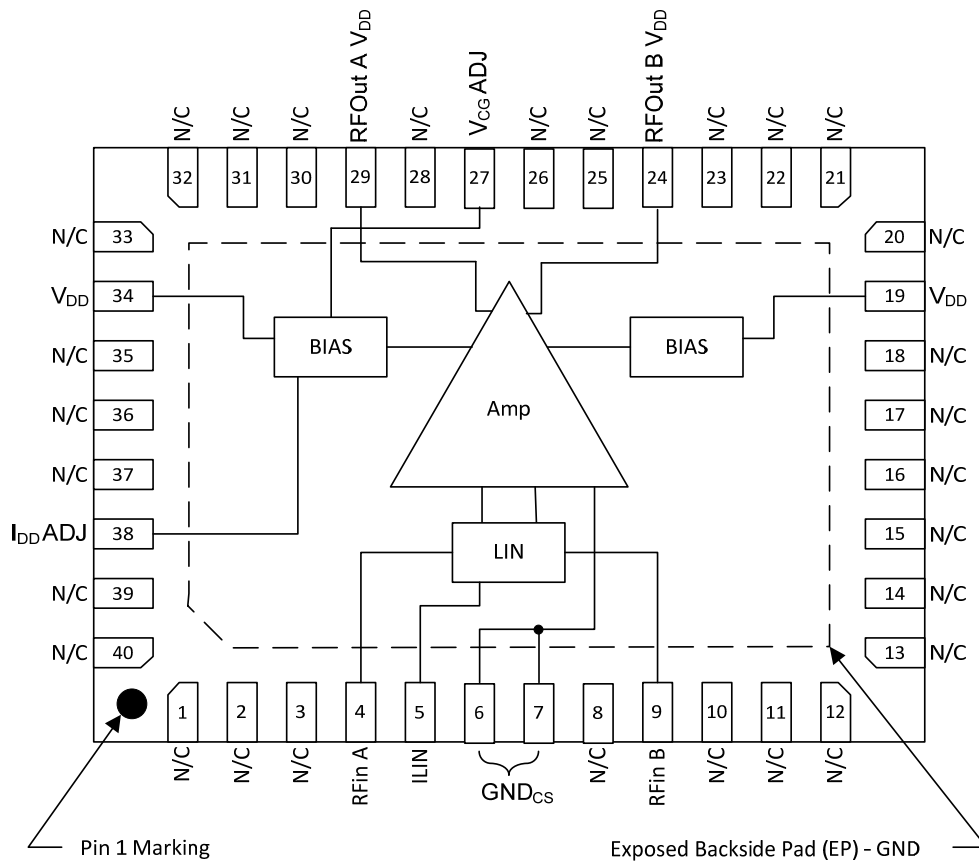 N/C
N/C
N/C
RFOut A VDD
N/C
VCG ADJ
N/C
N/C
RFOut B VDD
N/C
N/C
N/C
32
31
30
29
28
27
26
25
24
23
22
21
N/C 33
20 N/C
VDD 34
19 VDD
BIAS
BIAS
N/C 35
18 N/C
N/C 36
Amp
17 N/C
N/C 37
16 N/C
IDD ADJ 38
LIN
15 N/C
N/C 39
14 N/C
N/C 40
13 N/C
1
2
3
4
5
6
7
8
9
10
11
12
N/C
N/C
N/C
RFin A
ILIN
GNDCS
N/C
RFin B
N/C
N/C
N/C
Pin 1 Marking
Exposed Backside Pad (EP) - GND